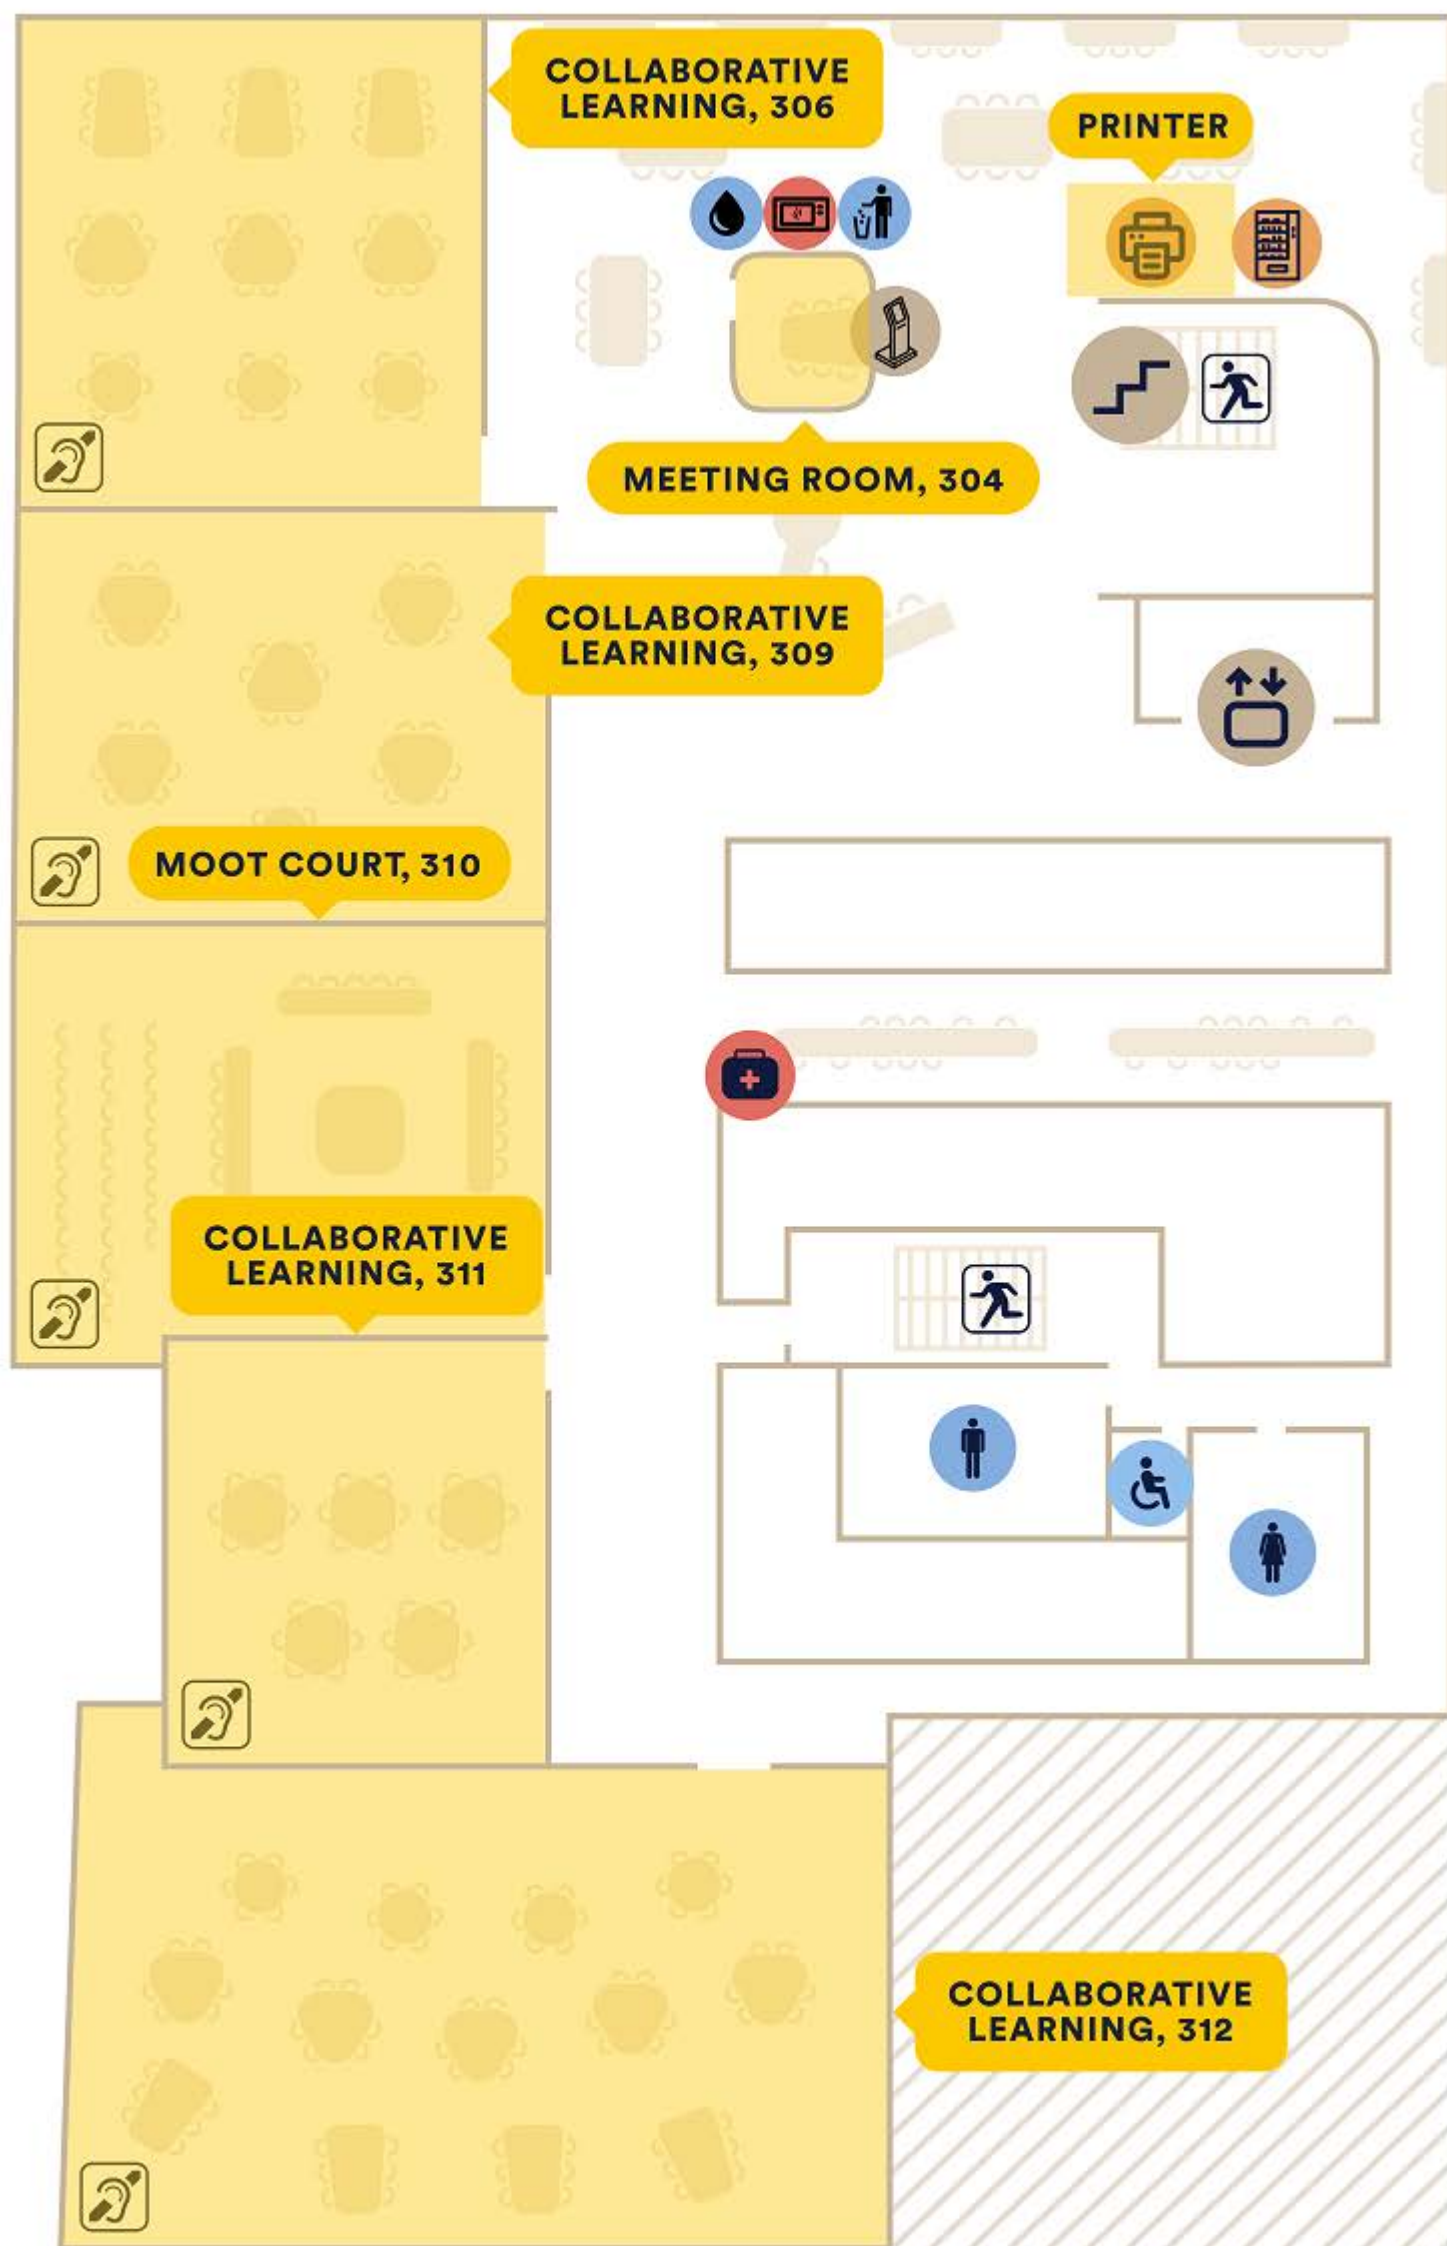 COLLABORATIVE
LEARNING, 306
PRINTER
MEETING ROOM, 304
COLLABORATIVE
LEARNING, 309
MOOT COURT, 310
COLLABORATIVE
LEARNING, 311
COLLABORATIVE
LEARNING, 312